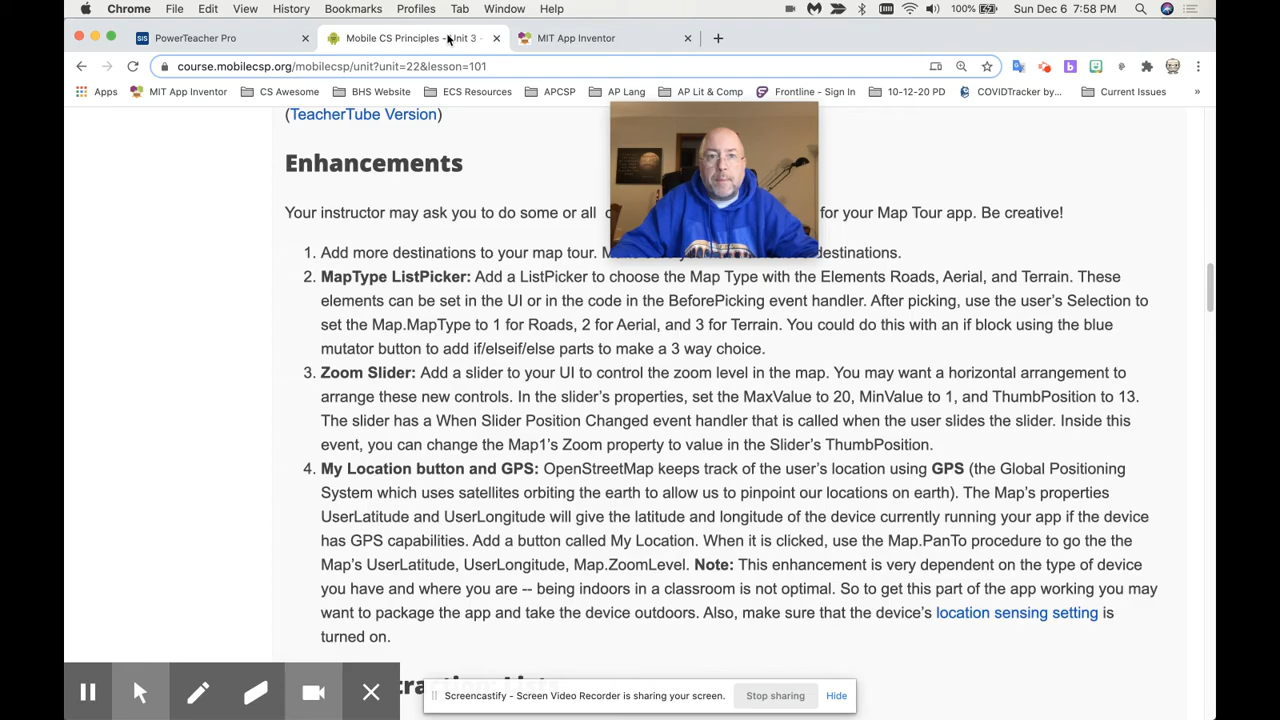 Chrome File Edit View History Bookmarks Profiles Tab Window Help 100% Sun Dec 6 7:58 PM
SIS PowerTeacher Pro Mobile CS Principles - Unit 3 - MIT App Inventor
course.mobilecsp.org/mobilecsp/unit?unit=22&lesson=101
Apps MIT App Inventor CS Awesome BHS Website ECS Resources APCSP AP Lang AP Lit & Comp Frontline - Sign In 10-12-20 PD COVIDTracker by... Current Issues »
(TeacherTube Version)
Enhancements
Your instructor may ask you to do some or all for your Map Tour app. Be creative!
1. Add more destinations to your map tour. destinations.
2. MapType ListPicker: Add a ListPicker to choose the Map Type with the Elements Roads, Aerial, and Terrain. These
elements can be set in the UI or in the code in the BeforePicking event handler. After picking, use the user's Selection to
set the Map.MapType to 1 for Roads, 2 for Aerial, and 3 for Terrain. You could do this with an if block using the blue
mutator button to add if/elseif/else parts to make a 3 way choice.
3. Zoom Slider: Add a slider to your UI to control the zoom level in the map. You may want a horizontal arrangement to
arrange these new controls. In the slider's properties, set the MaxValue to 20, MinValue to 1, and ThumbPosition to 13.
The slider has a When Slider Position Changed event handler that is called when the user slides the slider. Inside this
event, you can change the Map1's Zoom property to value in the Slider's ThumbPosition.
4. My Location button and GPS: OpenStreetMap keeps track of the user's location using GPS (the Global Positioning
System which uses satellites orbiting the earth to allow us to pinpoint our locations on earth). The Map's properties
UserLatitude and UserLongitude will give the latitude and longitude of the device currently running your app if the device
has GPS capabilities. Add a button called My Location. When it is clicked, use the Map.PanTo procedure to go the the
Map's UserLatitude, UserLongitude, Map.ZoomLevel. Note: This enhancement is very dependent on the type of device
you have and where you are -- being indoors in a classroom is not optimal. So to get this part of the app working you may
want to package the app and take the device outdoors. Also, make sure that the device's location sensing setting is
turned on.
Screencastify - Screen Video Recorder is sharing your screen. Stop sharing Hide